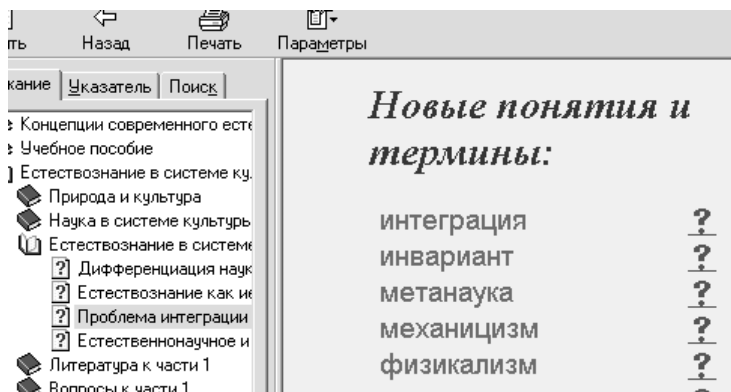 ть Назад Печать Параметры
кание Указатель Поиск
Концепции современного есте
Учебное пособие
Естествознание в системе ку.
Природа и культура
Наука в системе культурь
Естествознание в системе
Дифференциация наук
Естествознание как ие
Проблема интеграции
Естественнонаучное и
Литература к части 1
Вопросы к части 1
Новые понятия и
термины:
интеграция ?
инвариант ?
метанаука ?
механицизм ?
физикализм ?